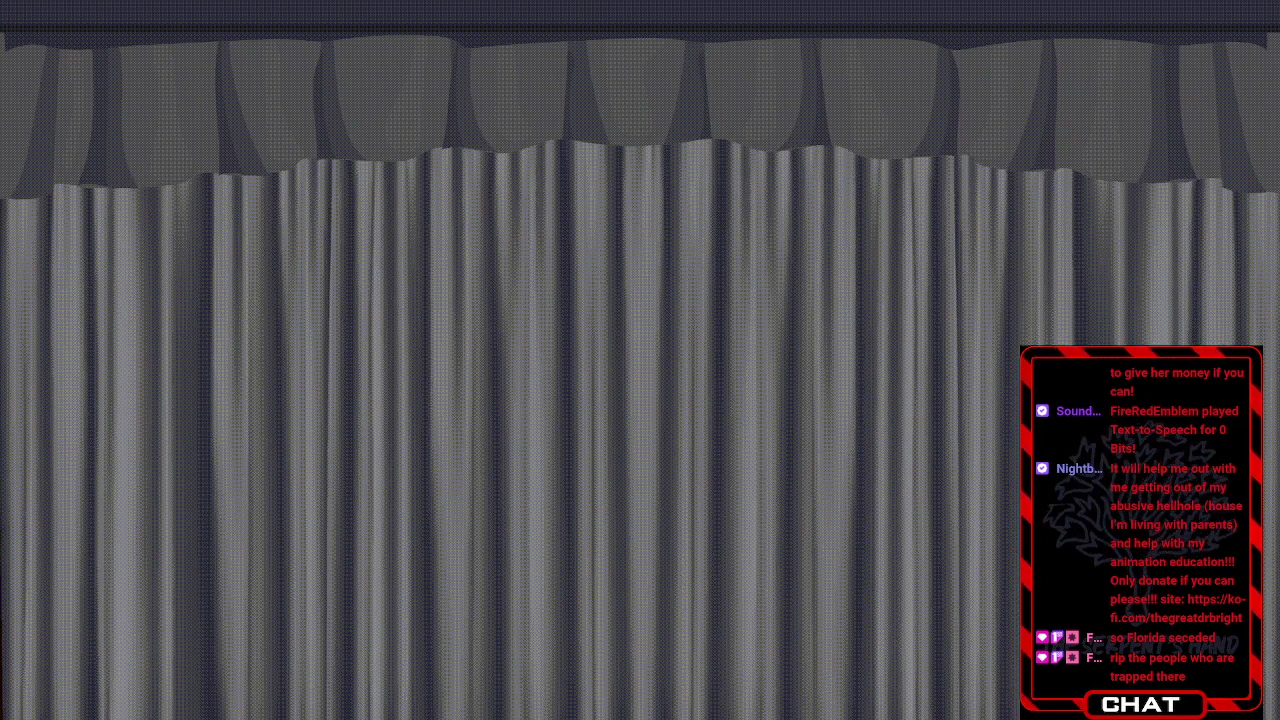 to give her money if you
can!
Sound... FireRedEmblem played
Text-to-Speech for 0
Bits!
Nightb... It will help me out with
me getting out of my
abusive hellhole (house
I'm living with parents)
and help with my
animation education!!!
Only donate if you can
please!!! site: https://ko-
fi.com/thegreatdrbright
F... so Florida seceded
SERPENT'S HAND
F... rip the people who are
trapped there
CHAT